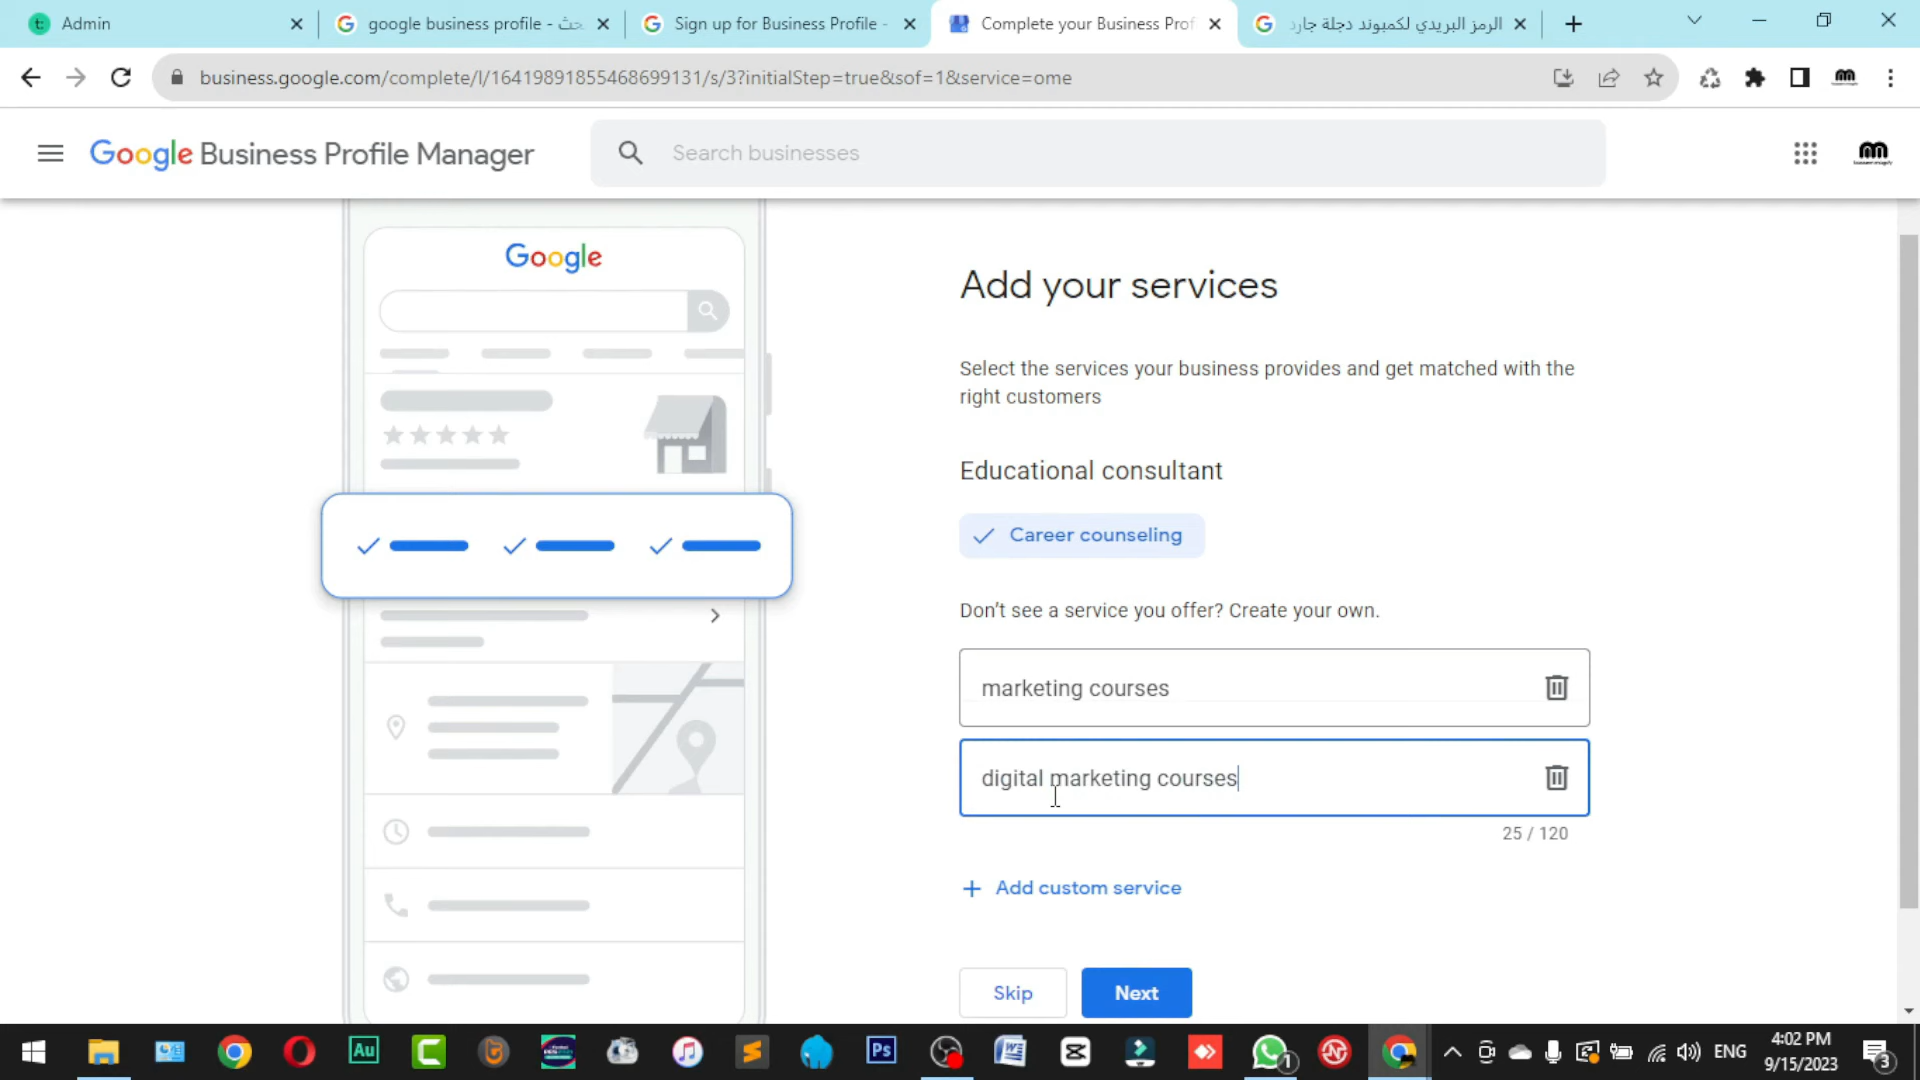 Admin
google business profile - بحث
Sign up for Business Profile -
Complete your Business Prof
الرمز البريدي لكمبوند دجلة جارد
business.google.com/complete/l/16419891855468699131/s/3?initialStep=true&sof=1&service=ome
Google Business Profile Manager
Search businesses
Google
Add your services
Select the services your business provides and get matched with the
right customers
Educational consultant
Career counseling
Don't see a service you offer? Create your own.
marketing courses
digital marketing courses
25 / 120
Add custom service
Skip
Next
Au
Ps
1
ENG
4:02 PM
9/15/2023
3